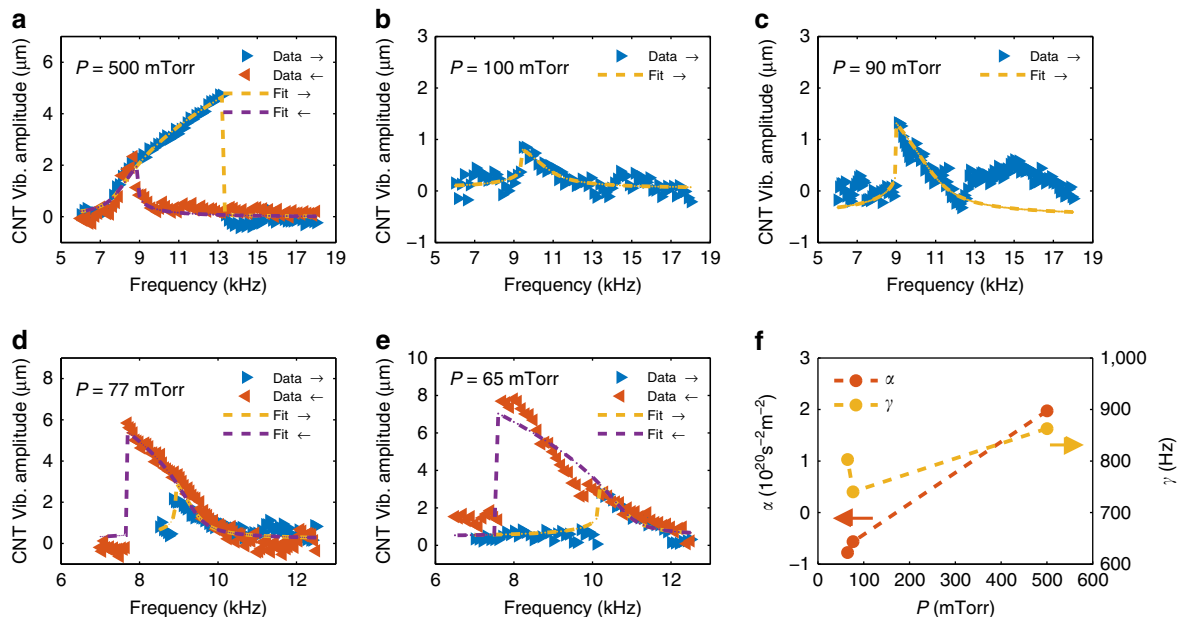 a
CNT Vib. amplitude (μm)
6
4
2
0
P = 500 mTorr
Data →
Data ←
Fit →
Fit ←
5 7 9 11 13 15 17 19
Frequency (kHz)
b
CNT Vib. amplitude (μm)
3
2
1
0
−1
P = 100 mTorr
Data →
Fit →
5 7 9 11 13 15 17 19
Frequency (kHz)
c
CNT Vib. amplitude (μm)
3
2
1
0
−1
P = 90 mTorr
Data →
Fit →
5 7 9 11 13 15 17 19
Frequency (kHz)
d
CNT Vib. amplitude (μm)
8
6
4
2
0
P = 77 mTorr
Data →
Data ←
Fit →
Fit ←
6 8 10 12
Frequency (kHz)
e
CNT Vib. amplitude (μm)
10
8
6
4
2
0
P = 65 mTorr
Data →
Data ←
Fit →
Fit ←
6 8 10 12
Frequency (kHz)
f
α (10²⁰s⁻²m⁻²)
3
2
1
0
−1
α
γ
1,000
900
800
700
600
γ (Hz)
0 100 200 300 400 500 600
P (mTorr)